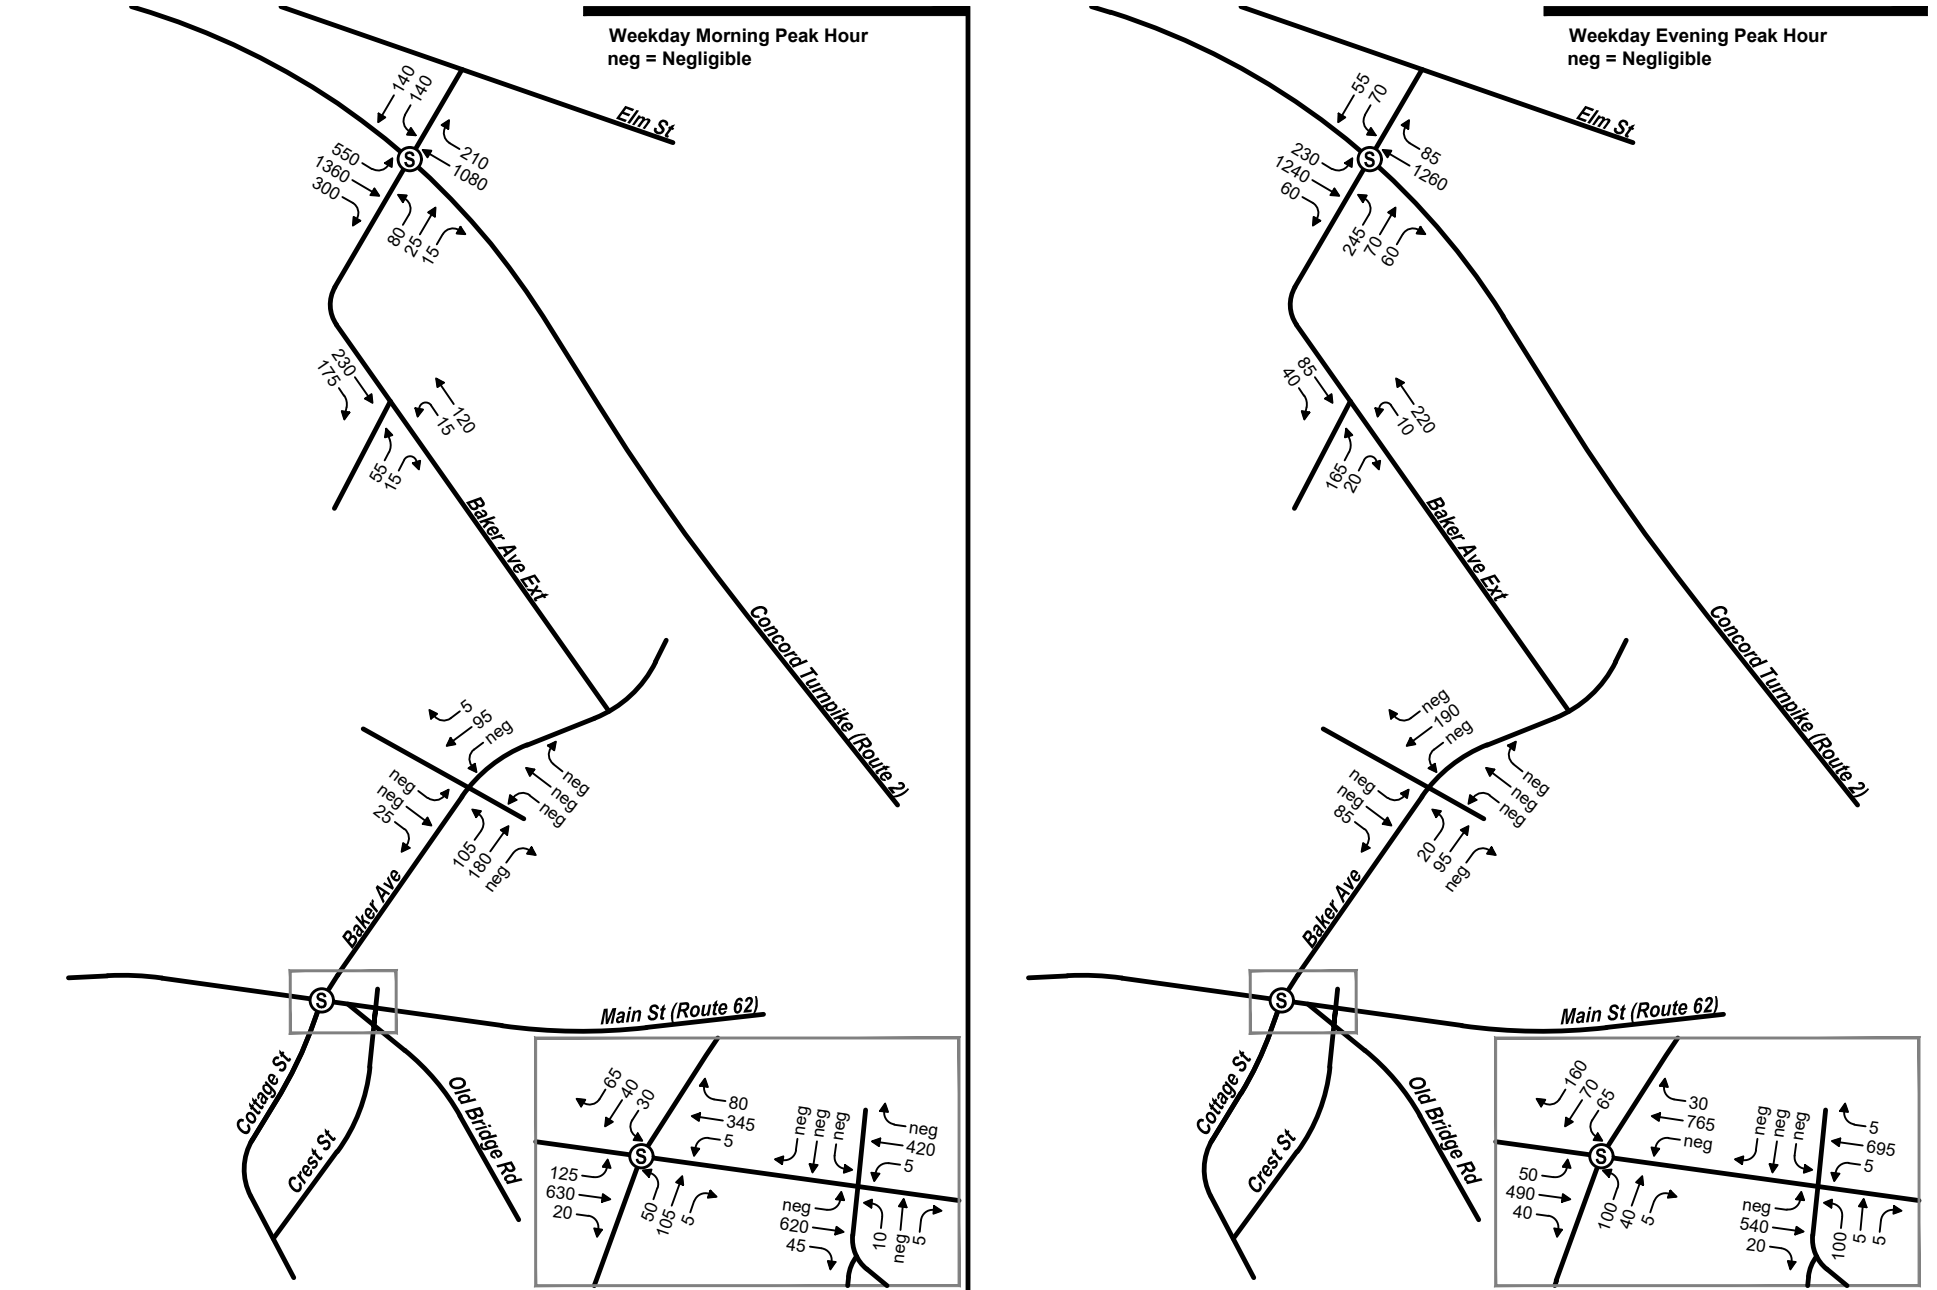 Weekday Morning Peak Hour
neg = Negligible
140
140
Elm St
550
1360
300
S
210
1080
80
25
15
230
175
120
15
55
15
Baker Ave Ext
Concord Turnpike (Route 2)
5
95
neg
neg
neg
25
neg
neg
neg
105
180
neg
Baker Ave
S
Main St (Route 62)
Cottage St
Crest St
Old Bridge Rd
65
40
30
80
345
5
S
125
630
20
50
105
5
neg
neg
neg
neg
420
5
neg
620
45
10
neg
5
Weekday Evening Peak Hour
neg = Negligible
55
70
Elm St
230
1240
60
S
85
1260
245
70
60
85
40
220
10
165
20
Baker Ave Ext
Concord Turnpike (Route 2)
neg
190
neg
neg
neg
85
neg
neg
neg
20
95
neg
Baker Ave
S
Main St (Route 62)
Cottage St
Crest St
Old Bridge Rd
160
70
65
30
765
neg
S
50
490
40
100
40
5
neg
neg
neg
5
695
5
neg
540
20
100
5
5